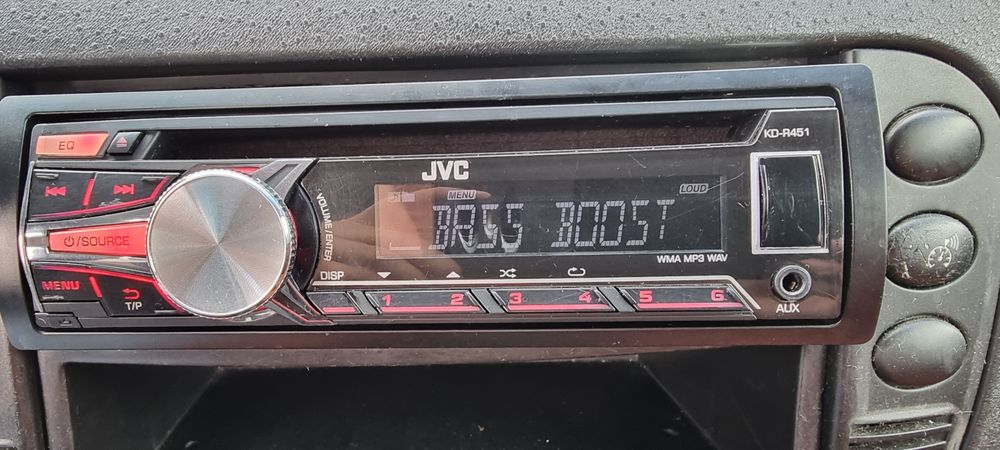 KD-R451
EQ
JVC
VOLUME/ENTER
MENU
LOUD
BASS BOOST
/SOURCE
WMA MP3 WAV
DISP
MENU
T/P
1 2 3 4 5 6
AUX